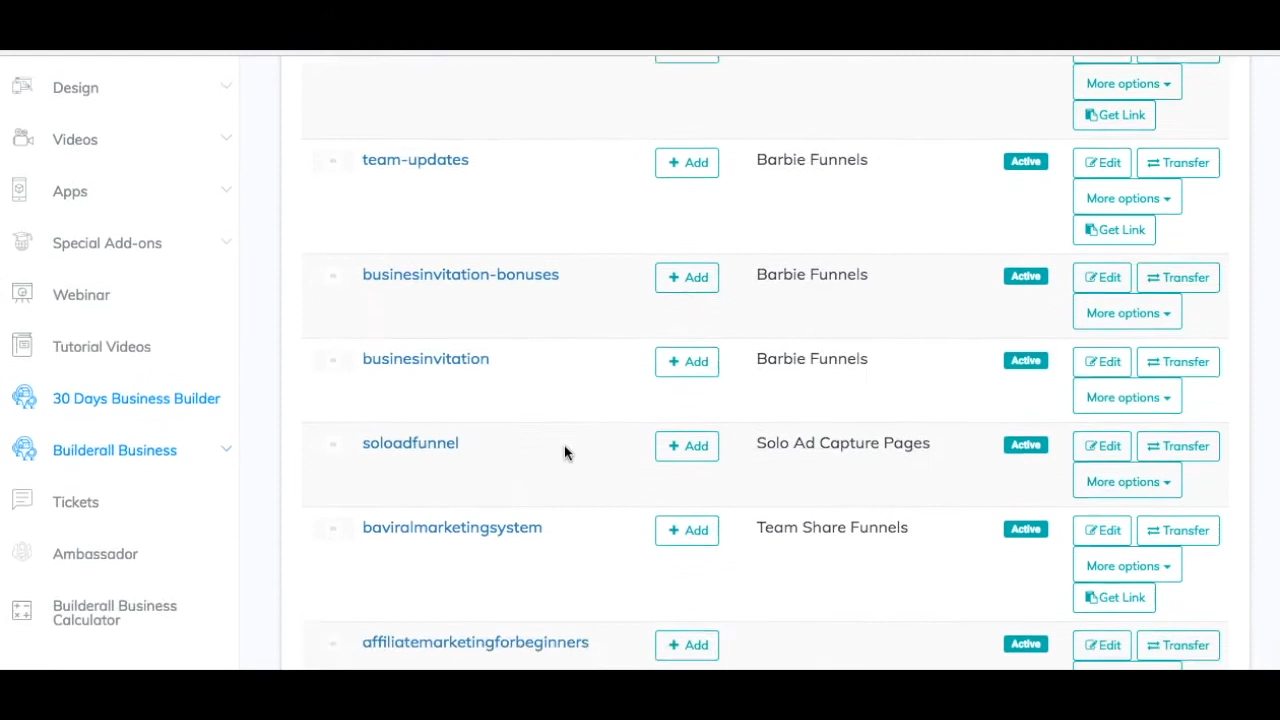 Design
Videos
Apps
Special Add-ons
Webinar
Tutorial Videos
30 Days Business Builder
Builderall Business
Tickets
Ambassador
Builderall Business
Calculator
More options
Get Link
team-updates + Add Barbie Funnels Active Edit Transfer
More options
Get Link
businesinvitation-bonuses + Add Barbie Funnels Active Edit Transfer
More options
businesinvitation + Add Barbie Funnels Active Edit Transfer
More options
soloadfunnel + Add Solo Ad Capture Pages Active Edit Transfer
More options
baviralmarketingsystem + Add Team Share Funnels Active Edit Transfer
More options
Get Link
affiliatemarketingforbeginners + Add Active Edit Transfer